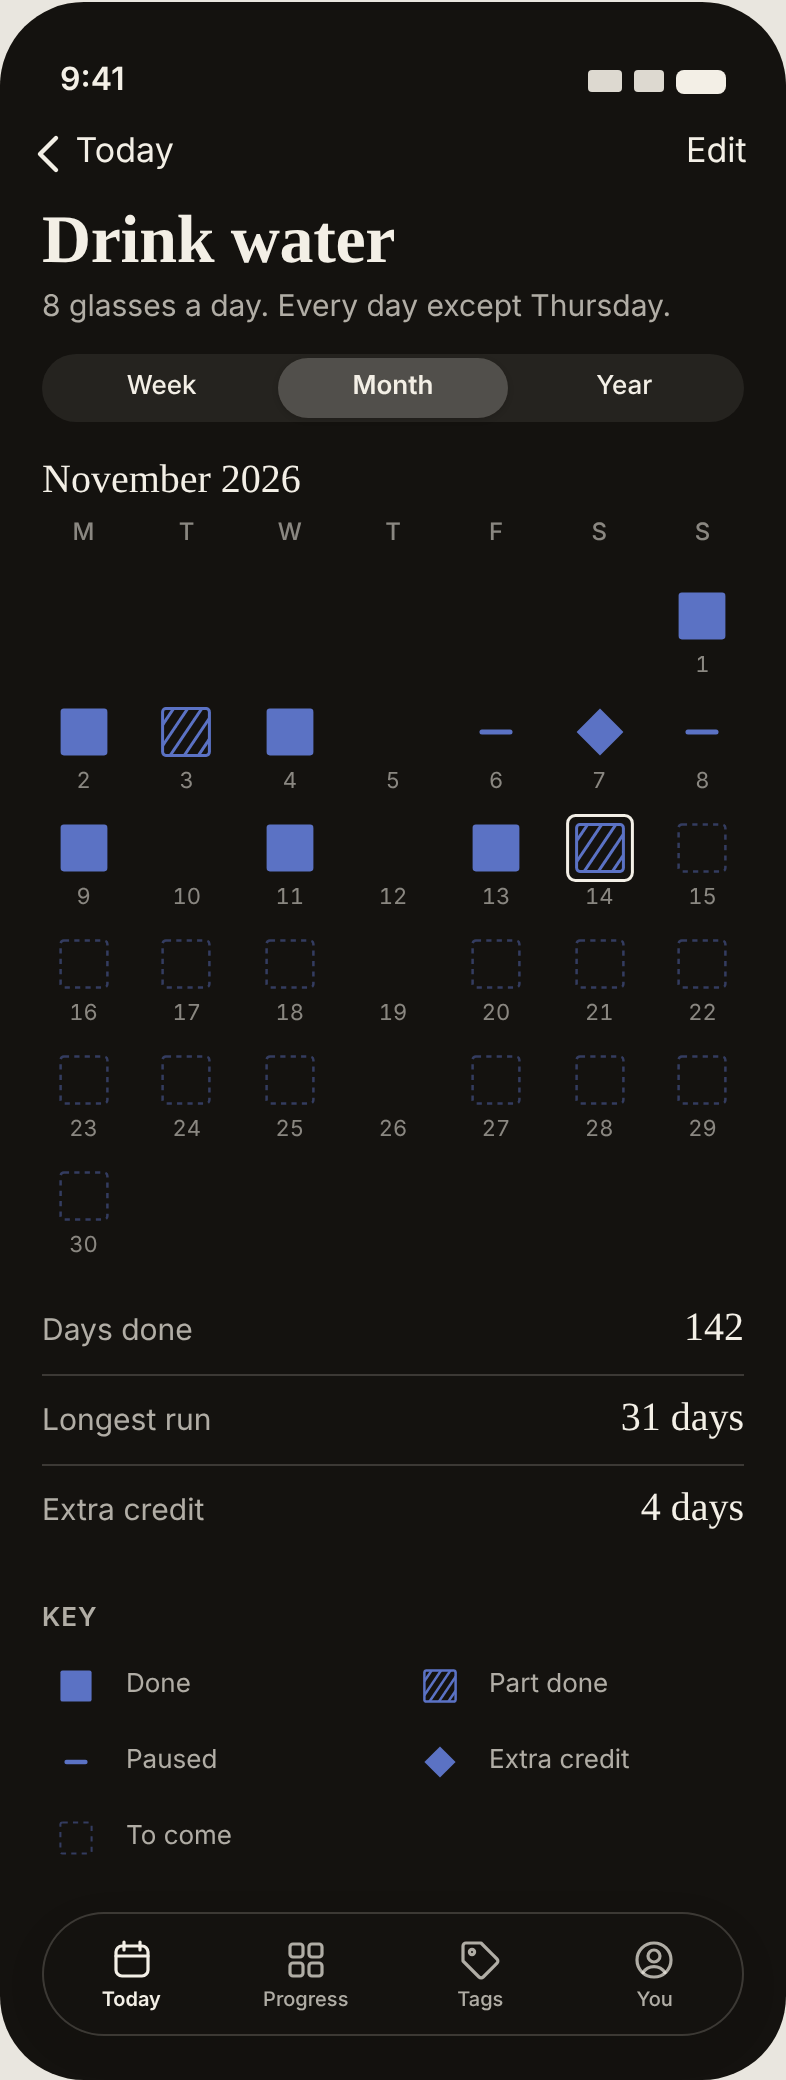 9:41
Today
Edit
Drink water
8 glasses a day. Every day except Thursday.
Week Month Year
November 2026
M T W T F S S
1
2 3 4 5 6 7 8
9 10 11 12 13 14 15
16 17 18 19 20 21 22
23 24 25 26 27 28 29
30
Days done 142
Longest run 31 days
Extra credit 4 days
KEY
Done Part done
Paused Extra credit
To come
Today Progress Tags You